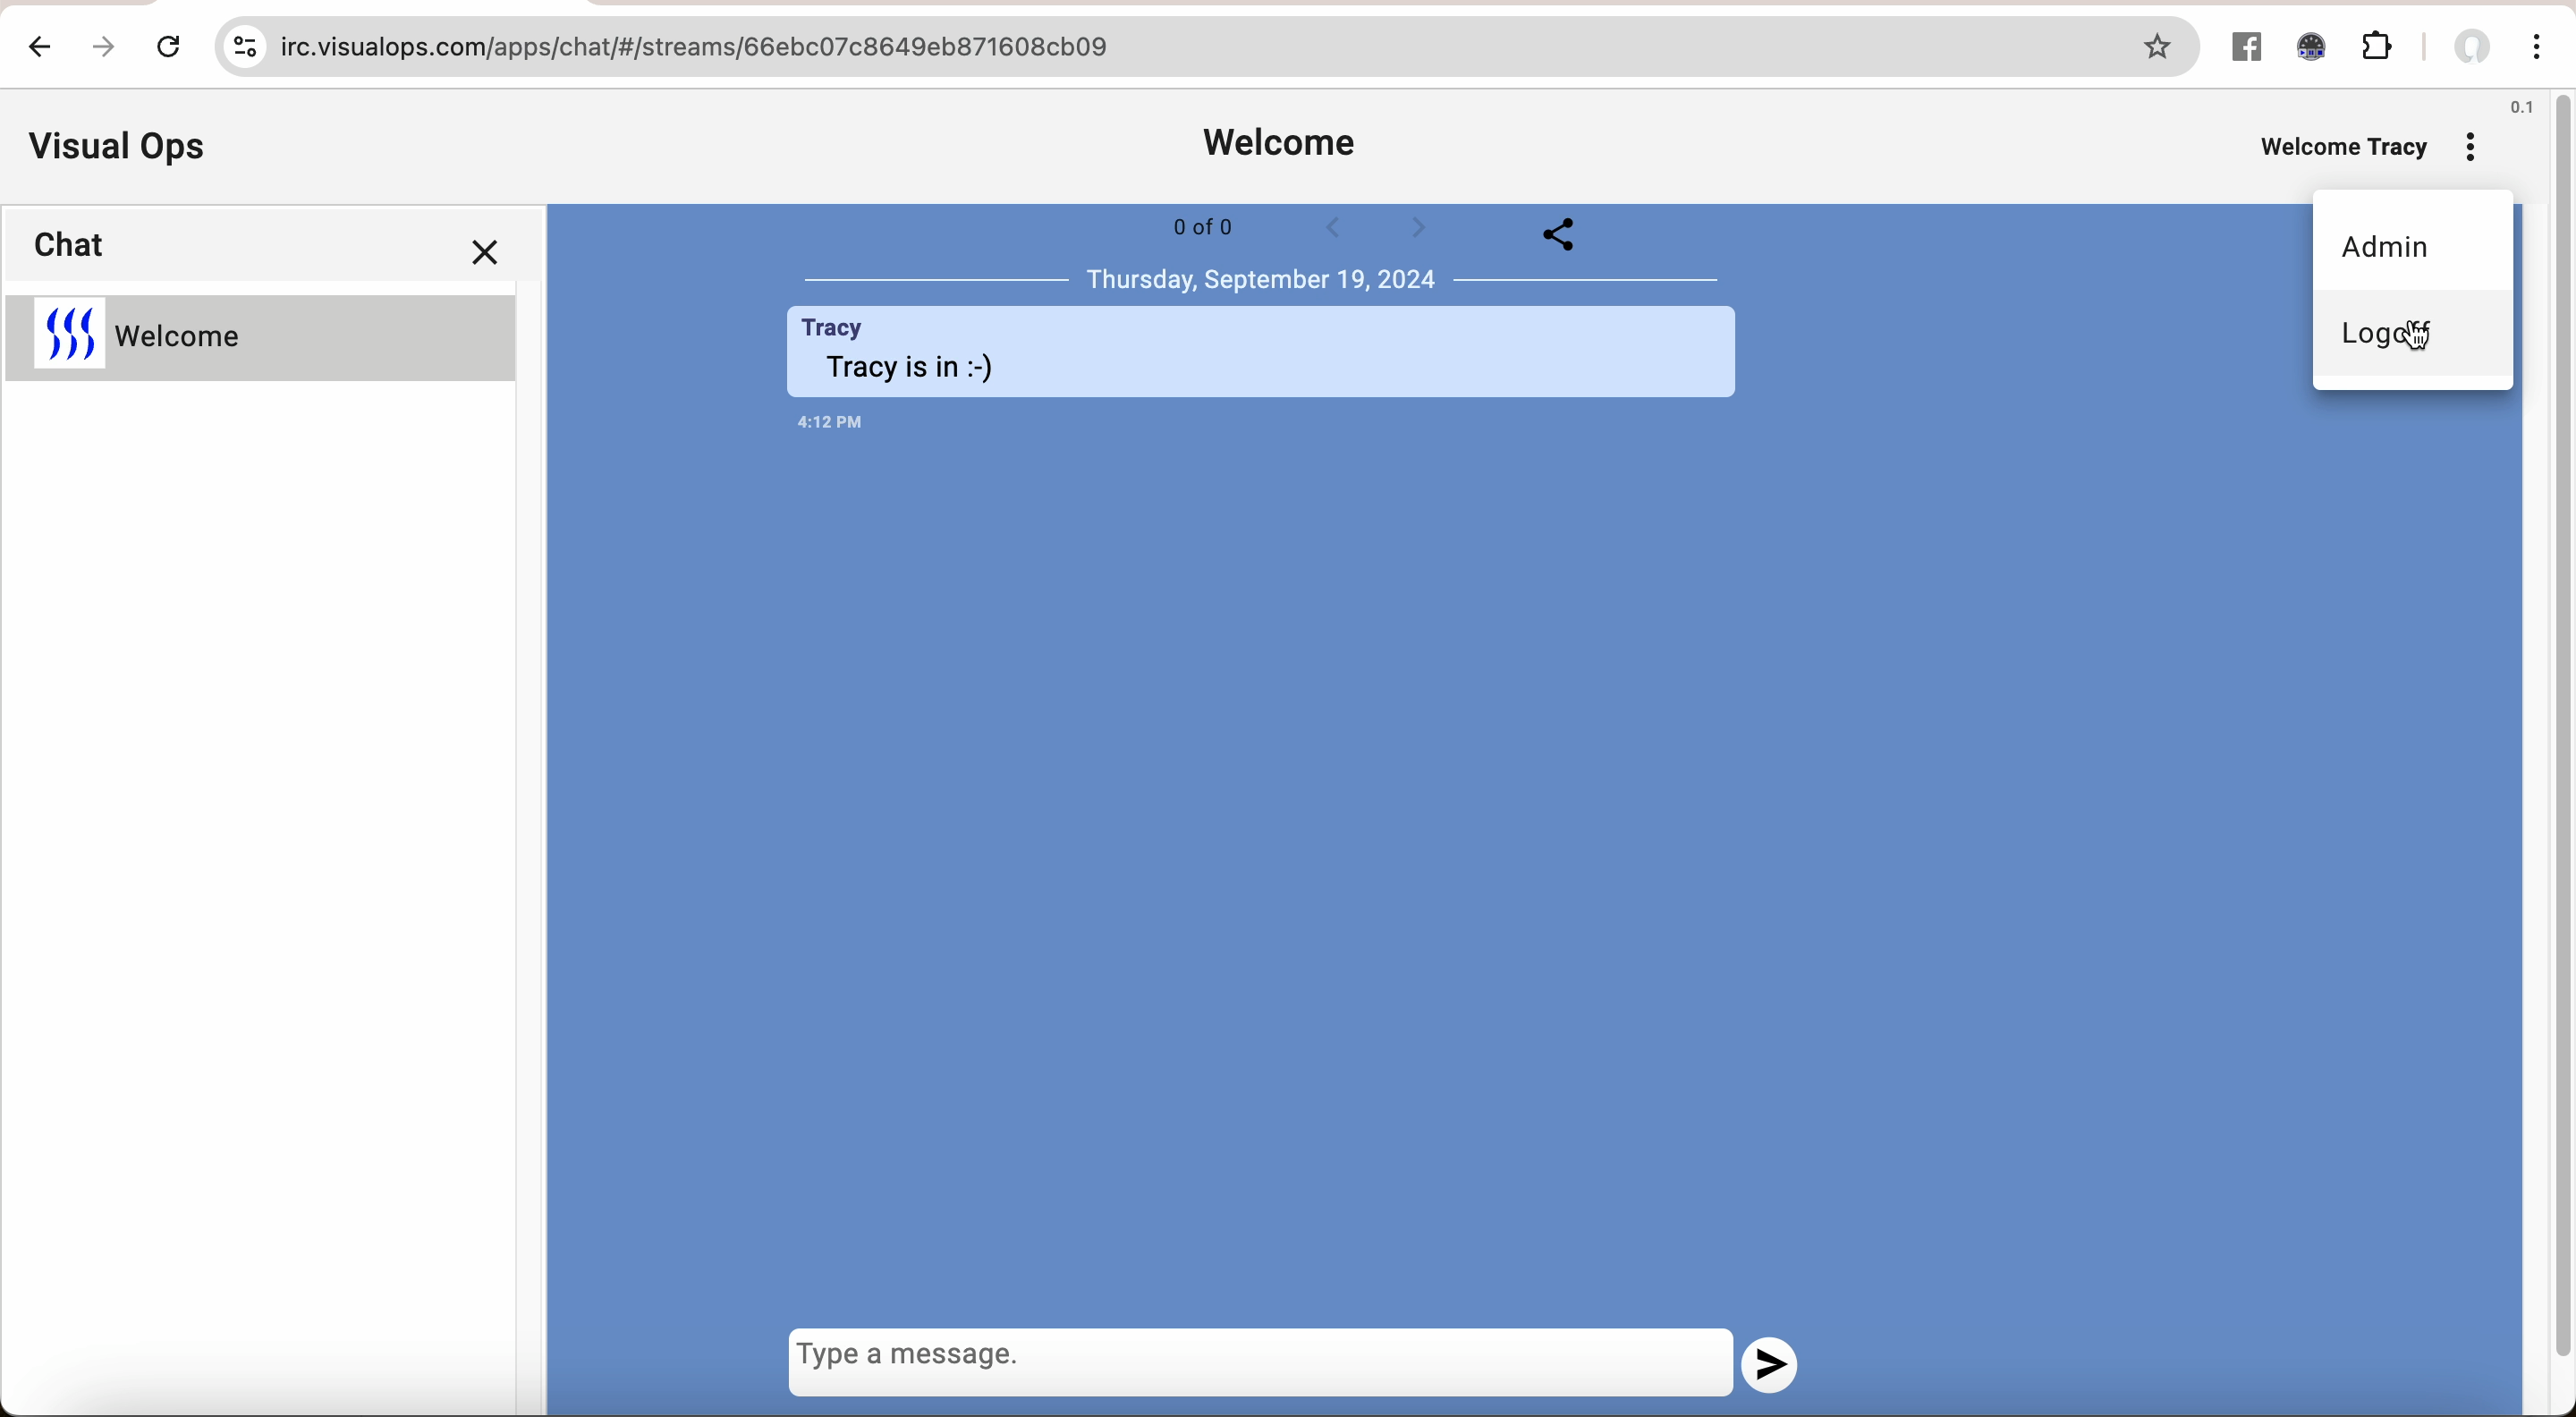 irc.visualops.com/apps/chat/#/streams/66ebc07c8649eb871608cb09
0.1
Visual Ops
Welcome
Welcome Tracy
Chat
0 of 0
Admin
Thursday, September 19, 2024
Logoff
Welcome
Tracy
Tracy is in :-)
4:12 PM
Type a message.